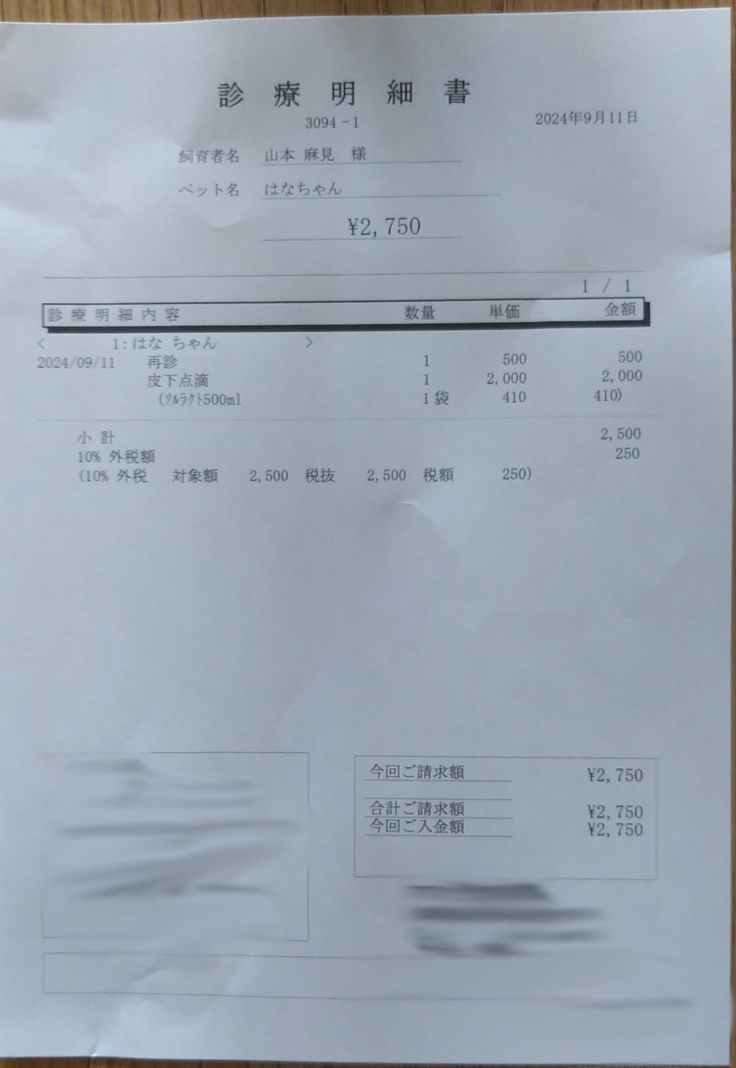 診療明細書
3094-1
2024年9月11日
飼育者名 山本 麻見 様
ペット名 はなちゃん
¥2,750
1 / 1
診療明細内容 数量 単価 金額
< 1:はな ちゃん >
2024/09/11 再診 1 500 500
皮下点滴 1 2,000 2,000
(ｿﾙﾗｸﾄ500ml 1袋 410 410)
小計 2,500
10% 外税額 250
(10% 外税 対象額 2,500 税抜 2,500 税額 250)
今回ご請求額 ¥2,750
合計ご請求額 ¥2,750
今回ご入金額 ¥2,750